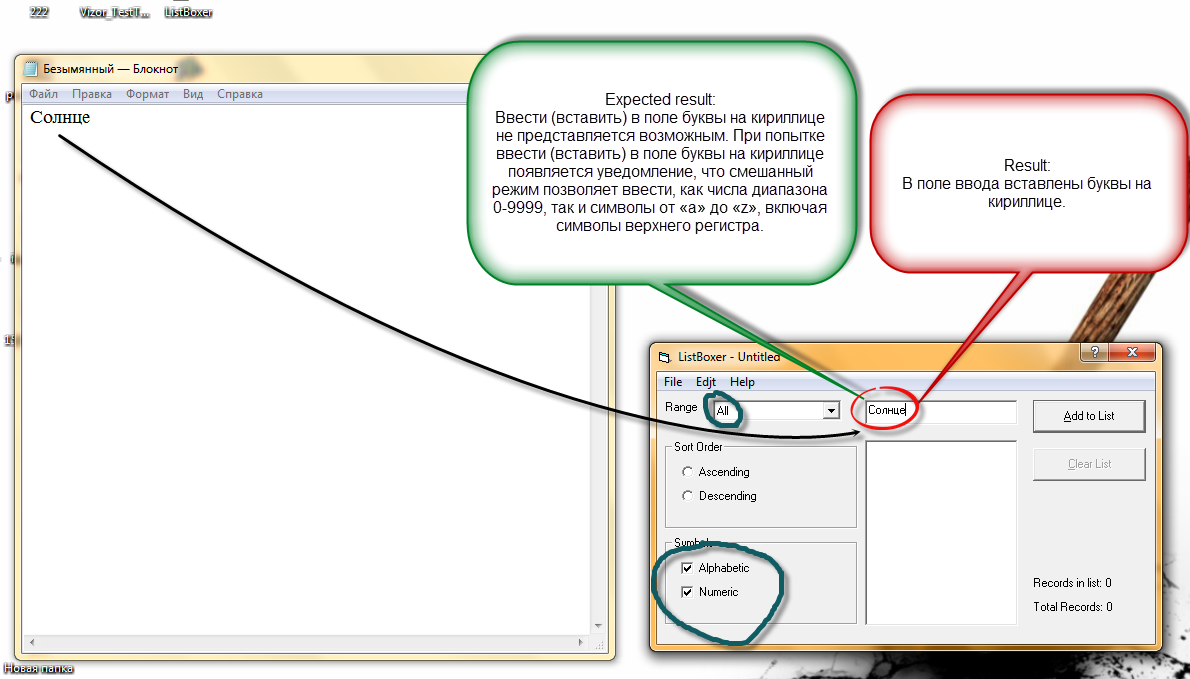 222
Vizor_TestT...
ListBoxer
Безымянный — Блокнот
Файл Правка Формат Вид Справка
Солнце
Expected result:
Ввести (вставить) в поле буквы на кириллице
не представляется возможным. При попытке
ввести (вставить) в поле буквы на кириллице
появляется уведомление, что смешанный
режим позволяет ввести, как числа диапазона
0-9999, так и символы от «a» до «z», включая
символы верхнего регистра.
Result:
В поле ввода вставлены буквы на
кириллице.
ListBoxer - Untitled
File Edit Help
Range
All
Солнце
Add to List
Sort Order
Ascending
Descending
Clear List
Symbols
Alphabetic
Numeric
Records in list: 0
Total Records: 0
Новая папка